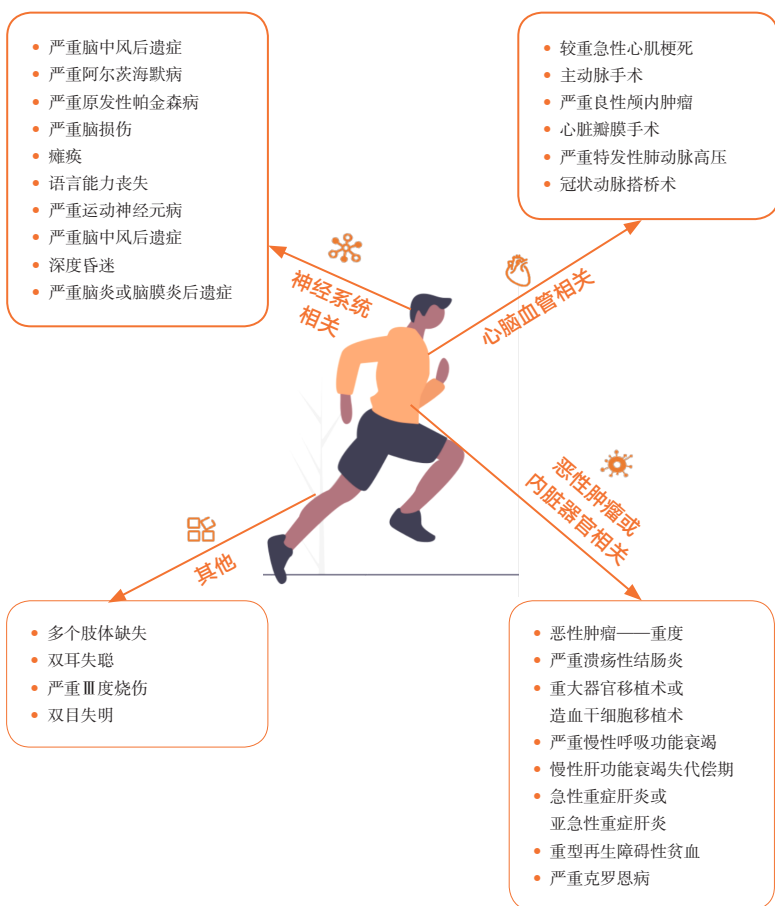 严重脑中风后遗症
严重阿尔茨海默病
严重原发性帕金森病
严重脑损伤
瘫痪
语言能力丧失
严重运动神经元病
严重脑中风后遗症
深度昏迷
严重脑炎或脑膜炎后遗症
较重急性心肌梗死
主动脉手术
严重良性颅内肿瘤
心脏瓣膜手术
严重特发性肺动脉高压
冠状动脉搭桥术
神经系统
相关
心脑血管相关
恶性肿瘤或
内脏器官相关
其他
多个肢体缺失
双耳失聪
严重Ⅲ度烧伤
双目失明
恶性肿瘤——重度
严重溃疡性结肠炎
重大器官移植术或
造血干细胞移植术
严重慢性呼吸功能衰竭
慢性肝功能衰竭失代偿期
急性重症肝炎或
亚急性重症肝炎
重型再生障碍性贫血
严重克罗恩病